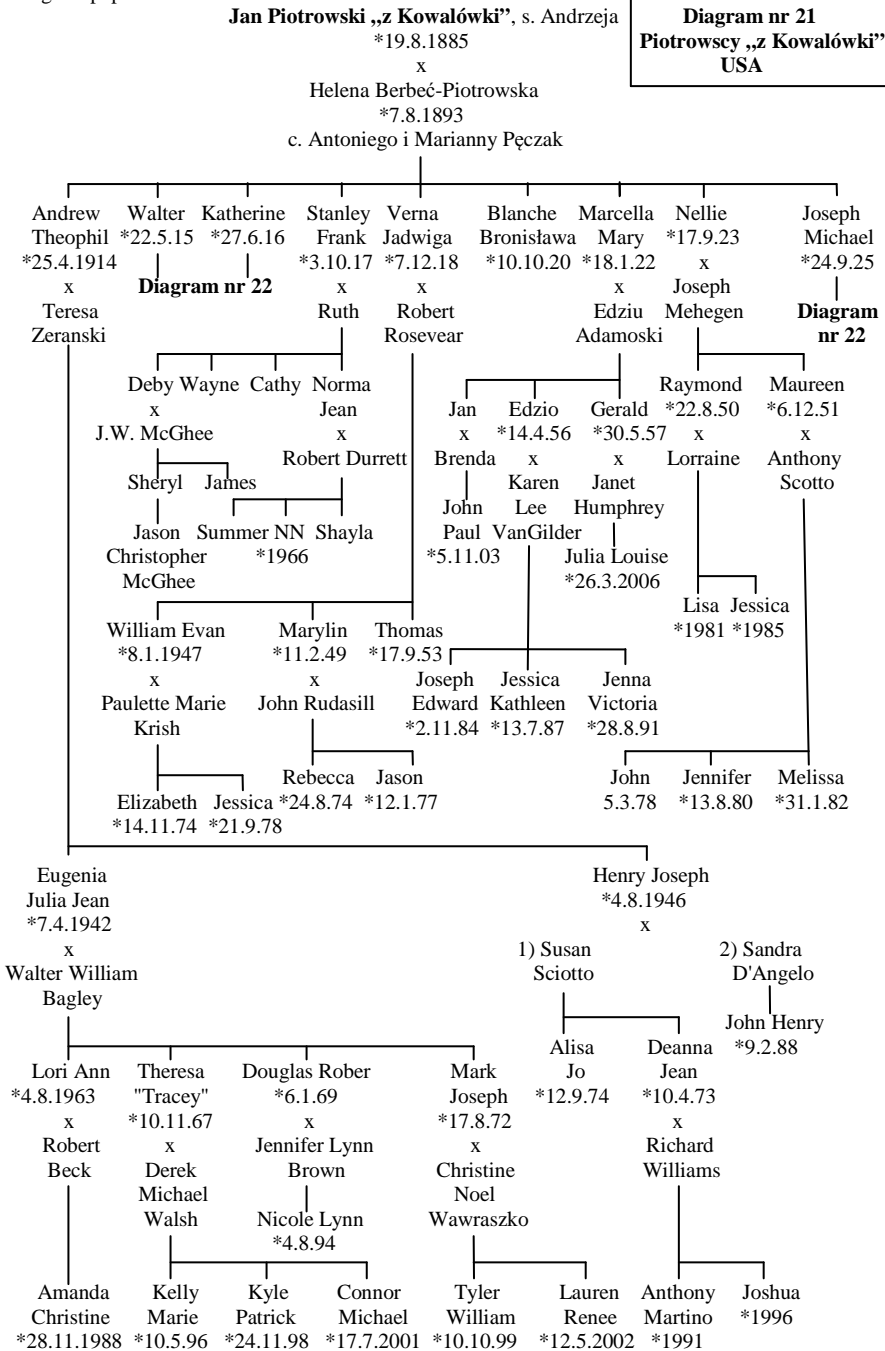 Jan Piotrowski „z Kowalówki”, s. Andrzeja
*19.8.1885
x
Helena Berbeć-Piotrowska
*7.8.1893
c. Antoniego i Marianny Pęczak
Diagram nr 21
Piotrowscy „z Kowalówki”
USA
Andrew Walter Katherine Stanley Verna Blanche Marcella Nellie Joseph
Theophil *22.5.15 *27.6.16 Frank Jadwiga Bronisława Mary *17.9.23 Michael
*25.4.1914 *3.10.17 *7.12.18 *10.10.20 *18.1.22 x *24.9.25
x Diagram nr 22 x x x Joseph Diagram
Teresa Ruth Robert Edziu Mehegen nr 22
Zeranski Rosevear Adamoski
Deby Wayne Cathy Norma Jan Edzio Gerald Raymond Maureen
x Jean x *14.4.56 *30.5.57 *22.8.50 *6.12.51
J.W. McGhee x Brenda x x x x
Robert Durrett Karen Janet Lorraine Anthony
Sheryl James John Lee Humphrey Scotto
Jason Summer NN Shayla Paul VanGilder
Christopher *1966 *5.11.03 Julia Louise
McGhee *26.3.2006
Lisa Jessica
*1981 *1985
William Evan Marylin Thomas
*8.1.1947 *11.2.49 *17.9.53
x x Joseph Jessica Jenna
Paulette Marie John Rudasill Edward Kathleen Victoria
Krish *2.11.84 *13.7.87 *28.8.91
Rebecca Jason John Jennifer Melissa
Elizabeth Jessica *24.8.74 *12.1.77 5.3.78 *13.8.80 *31.1.82
*14.11.74 *21.9.78
Eugenia Henry Joseph
Julia Jean *4.8.1946
*7.4.1942 x
x 1) Susan 2) Sandra
Walter William Sciotto D'Angelo
Bagley
John Henry
Lori Ann Theresa Douglas Rober Mark Alisa Deanna *9.2.88
*4.8.1963 "Tracey" *6.1.69 Joseph Jo Jean
x *10.11.67 x *17.8.72 *12.9.74 *10.4.73
Robert x Jennifer Lynn x x
Beck Derek Brown Christine Richard
Michael Noel Williams
Walsh Nicole Lynn Wawraszko
*4.8.94
Amanda Kelly Kyle Connor Tyler Lauren Anthony Joshua
Christine Marie Patrick Michael William Renee Martino *1996
*28.11.1988 *10.5.96 *24.11.98 *17.7.2001 *10.10.99 *12.5.2002 *1991